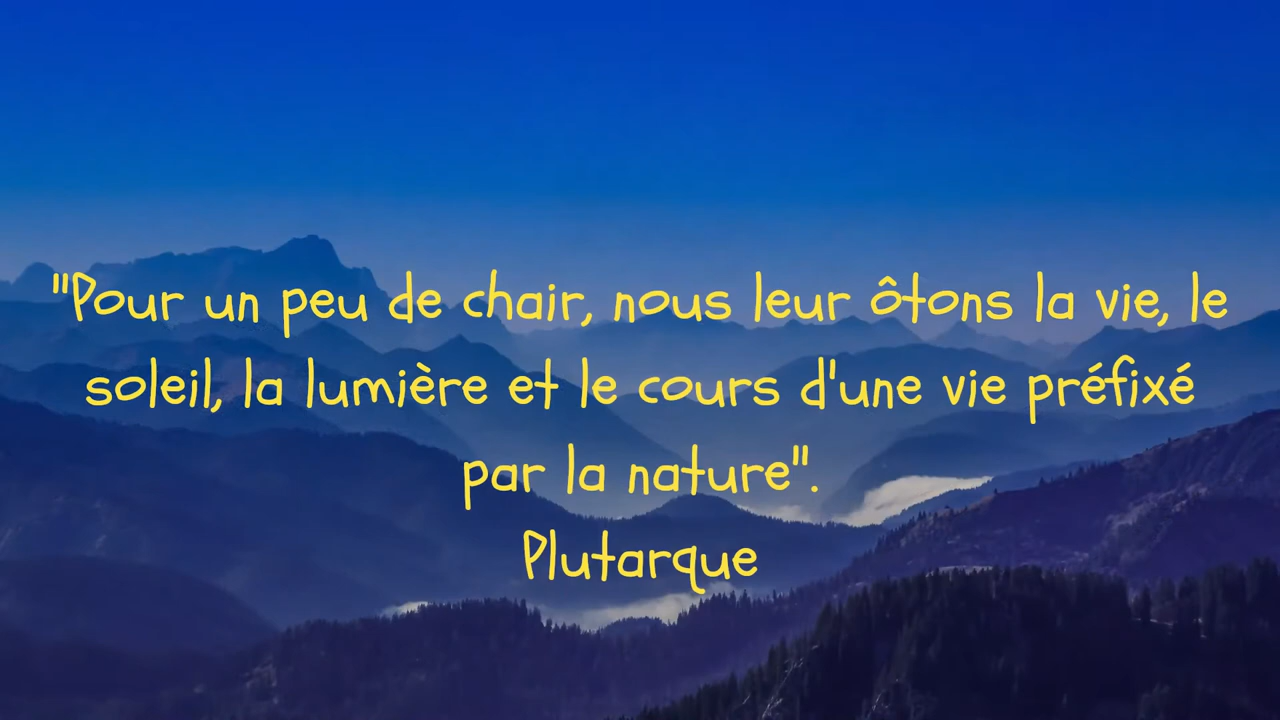 "Pour un peu de chair, nous leur ôtons la vie, le
soleil, la lumière et le cours d'une vie préfixé
par la nature".
Plutarque